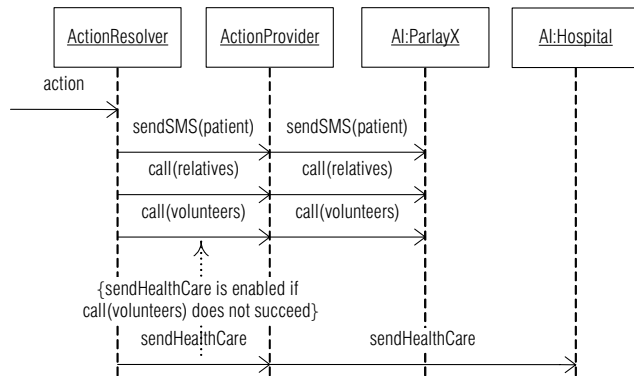 ActionResolver
ActionProvider
AI:ParlayX
AI:Hospital
action
sendSMS(patient)
sendSMS(patient)
call(relatives)
call(relatives)
call(volunteers)
call(volunteers)
{sendHealthCare is enabled if
call(volunteers) does not succeed}
sendHealthCare
sendHealthCare